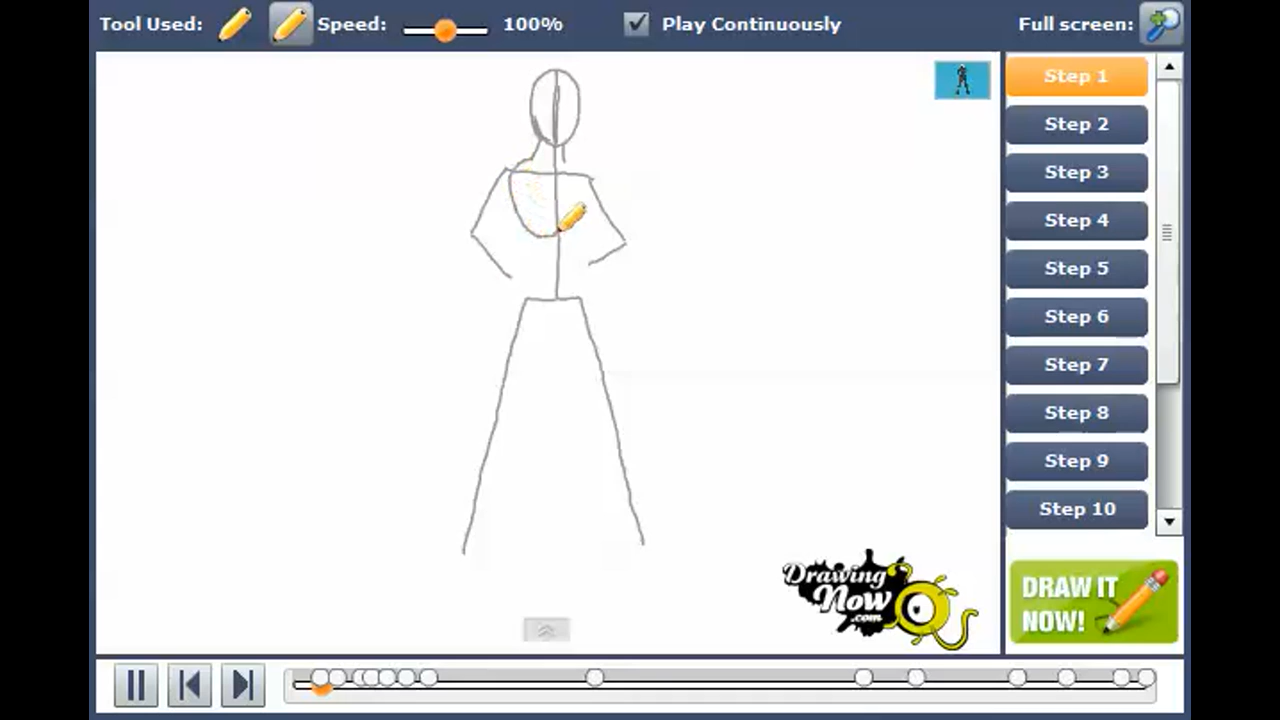 Tool Used:
Speed:
100%
Play Continuously
Full screen:
Step 1
Step 2
Step 3
Step 4
Step 5
Step 6
Step 7
Step 8
Step 9
Step 10
Drawing
Now
.com
DRAW IT
NOW!